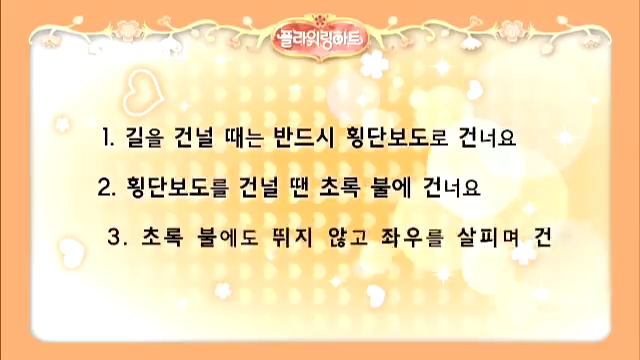 플라워링하트
1. 길을 건널 때는 반드시 횡단보도로 건너요
2. 횡단보도를 건널 땐 초록 불에 건너요
3. 초록 불에도 뛰지 않고 좌우를 살피며 건